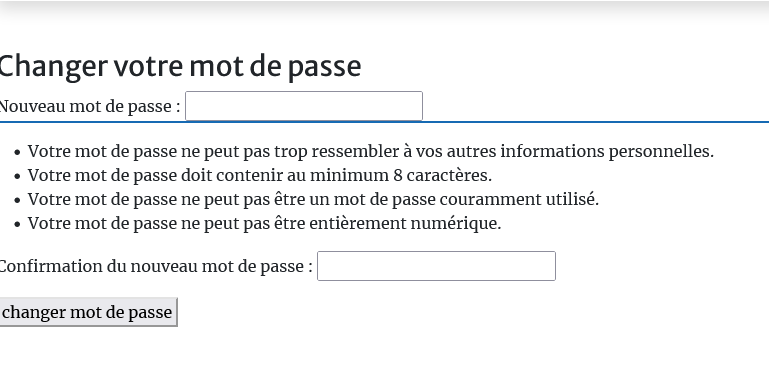 Changer votre mot de passe
Nouveau mot de passe :
• Votre mot de passe ne peut pas trop ressembler à vos autres informations personnelles.
• Votre mot de passe doit contenir au minimum 8 caractères.
• Votre mot de passe ne peut pas être un mot de passe couramment utilisé.
• Votre mot de passe ne peut pas être entièrement numérique.
Confirmation du nouveau mot de passe :
changer mot de passe